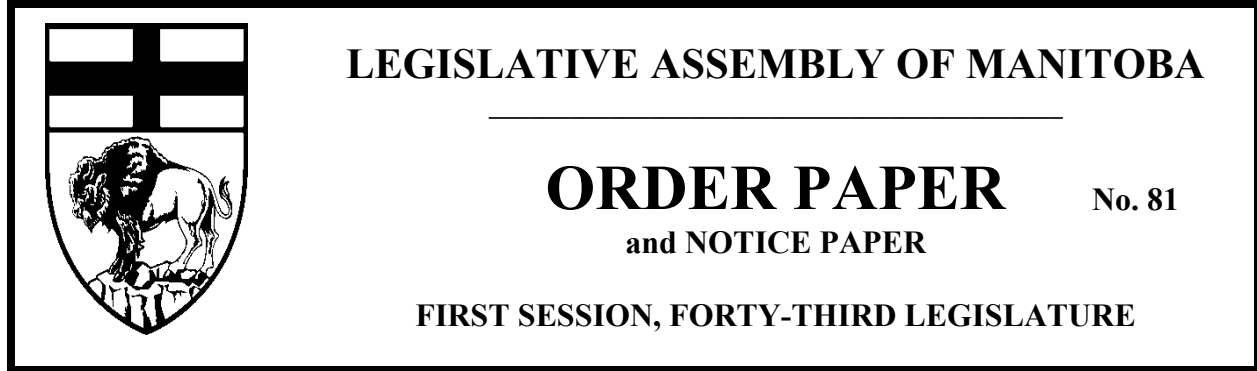 LEGISLATIVE ASSEMBLY OF MANITOBA
ORDER PAPER No. 81
and NOTICE PAPER
FIRST SESSION, FORTY-THIRD LEGISLATURE